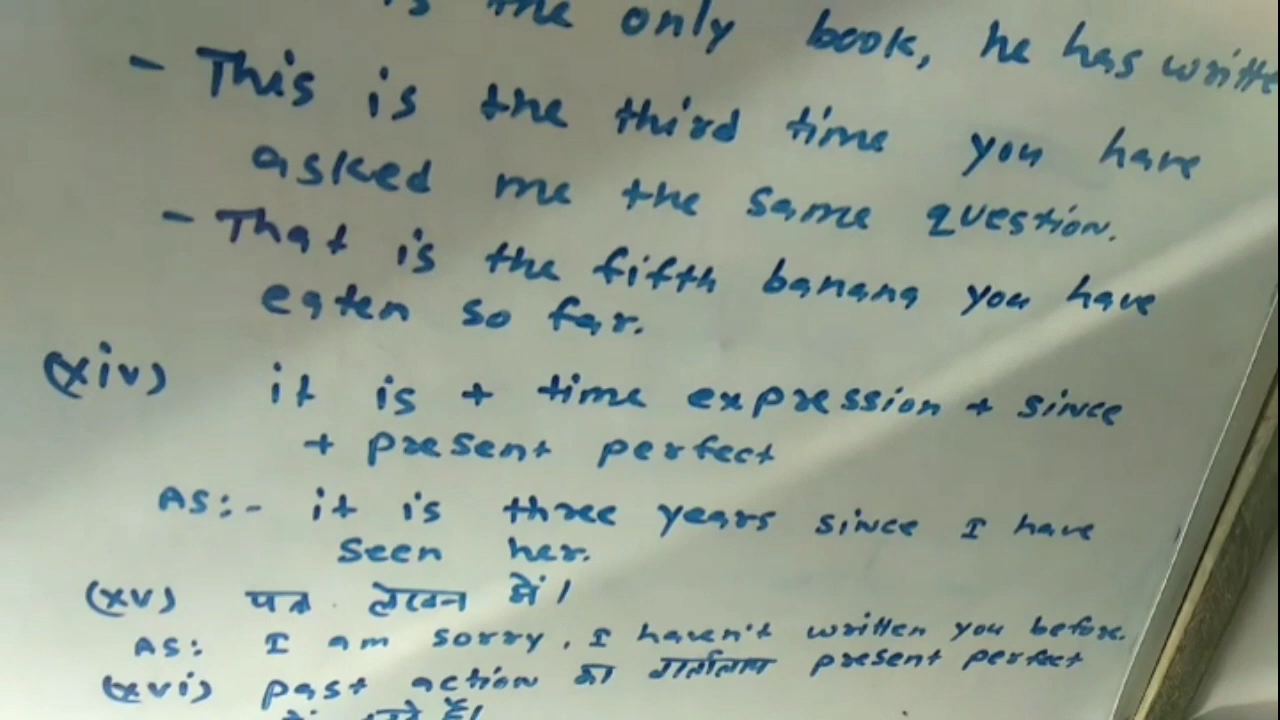 is the only book, he has written
- This is the third time you have
asked me the same question.
- That is the fifth banana you have
eaten so far.
(xiv) it is + time expression + since
+ present perfect
AS:- it is three years since I have
seen her.
(xv) पत्र लेखन में।
AS: I am sorry, I haven't written you before.
(xvi) past action का वार्तालाप present perfect
में